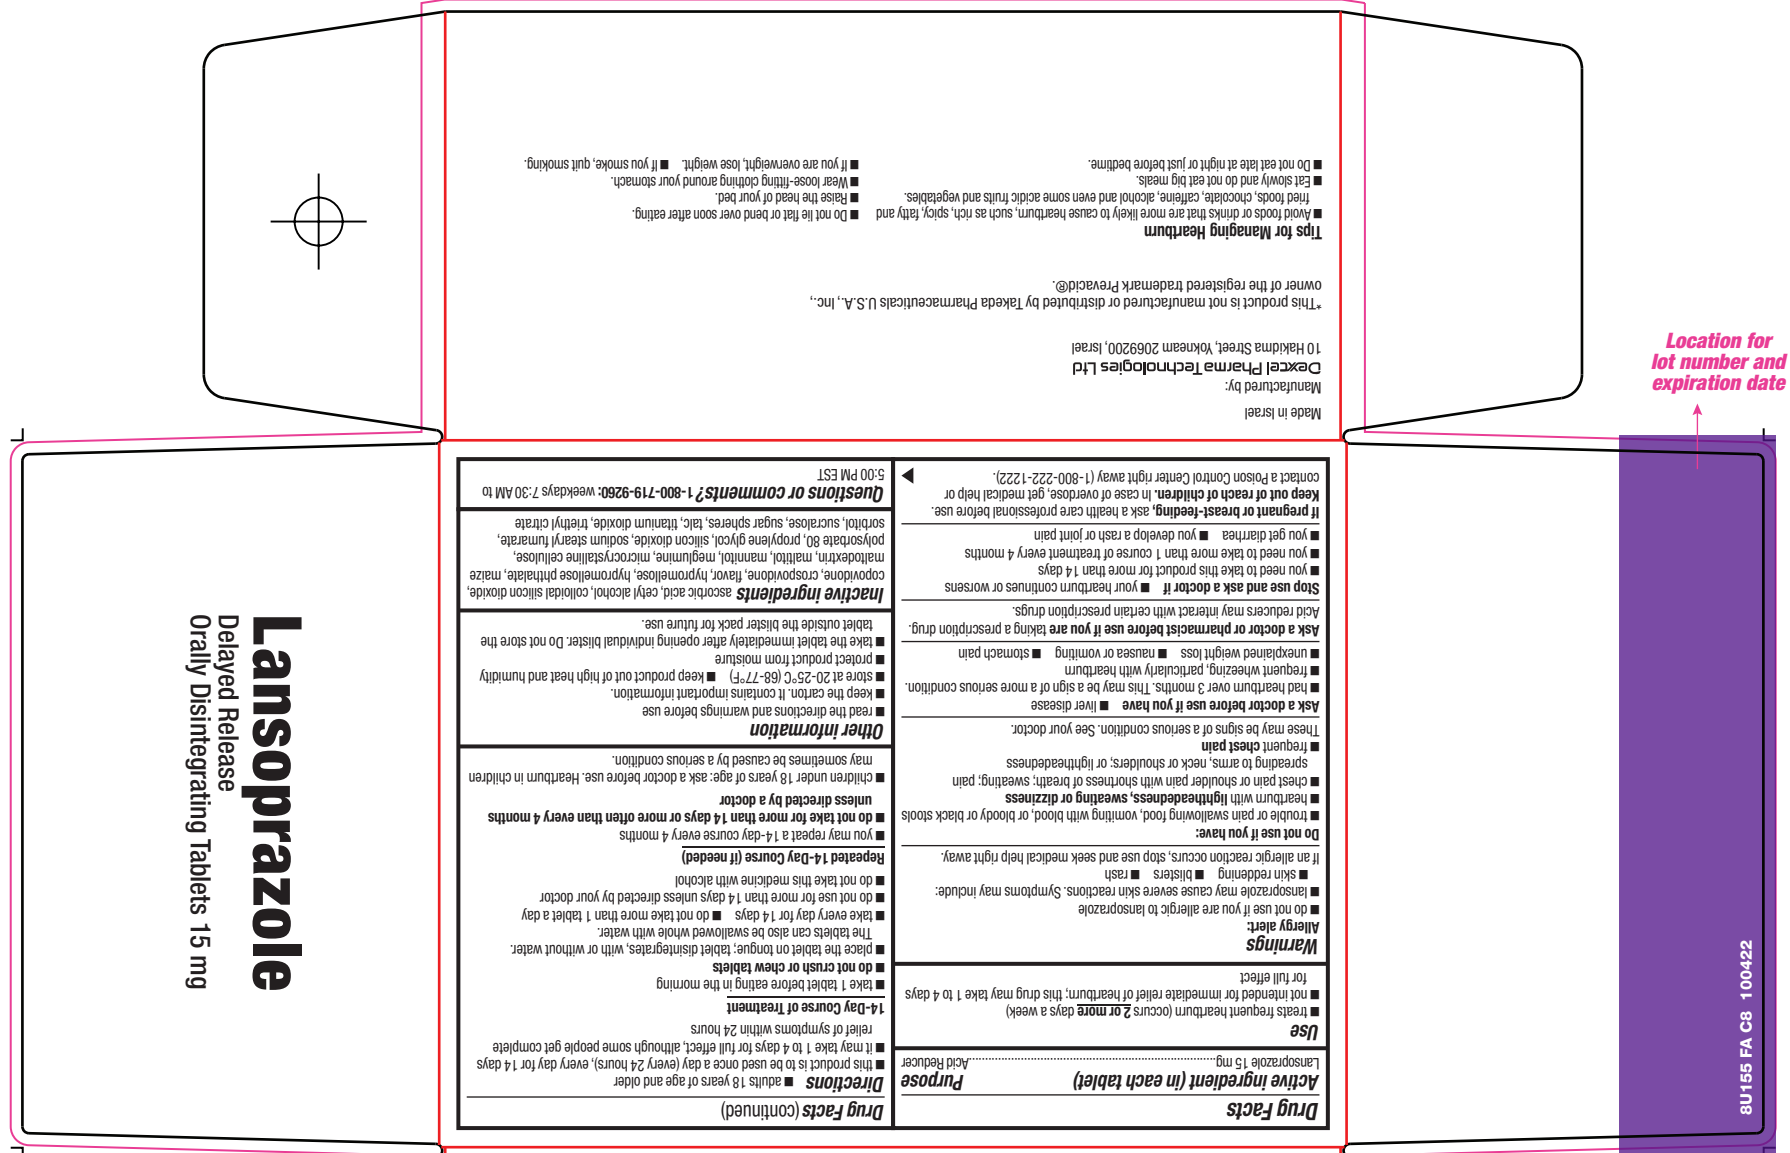 Drug Facts
Active ingredient (in each tablet) Purpose
Lansoprazole 15 mg..........................................................................Acid Reducer
Use
■ treats frequent heartburn (occurs 2 or more days a week)
■ not intended for immediate relief of heartburn; this drug may take 1 to 4 days
for full effect
Warnings
Allergy alert:
■ do not use if you are allergic to lansoprazole
■ lansoprazole may cause severe skin reactions. Symptoms may include:
■ skin reddening ■ blisters ■ rash
If an allergic reaction occurs, stop use and seek medical help right away.
Do not use if you have:
■ trouble or pain swallowing food, vomiting with blood, or bloody or black stools
■ heartburn with lightheadedness, sweating or dizziness
■ chest pain or shoulder pain with shortness of breath; sweating; pain
spreading to arms, neck or shoulders; or lightheadedness
■ frequent chest pain
These may be signs of a serious condition. See your doctor.
Ask a doctor before use if you have ■ liver disease
■ had heartburn over 3 months. This may be a sign of a more serious condition.
■ frequent wheezing, particularly with heartburn
■ unexplained weight loss ■ nausea or vomiting ■ stomach pain
Ask a doctor or pharmacist before use if you are taking a prescription drug.
Acid reducers may interact with certain prescription drugs.
Stop use and ask a doctor if ■ your heartburn continues or worsens
■ you need to take this product for more than 14 days
■ you need to take more than 1 course of treatment every 4 months
■ you get diarrhea ■ you develop a rash or joint pain
If pregnant or breast-feeding, ask a health care professional before use.
Keep out of reach of children. In case of overdose, get medical help or
contact a Poison Control Center right away (1-800-222-1222).
Drug Facts (continued)
Directions ■ adults 18 years of age and older
■ this product is to be used once a day (every 24 hours), every day for 14 days
■ it may take 1 to 4 days for full effect, although some people get complete
relief of symptoms within 24 hours
14-Day Course of Treatment
■ take 1 tablet before eating in the morning
■ do not crush or chew tablets
■ place the tablet on tongue; tablet disintegrates, with or without water.
The tablets can also be swallowed whole with water.
■ take every day for 14 days ■ do not take more than 1 tablet a day
■ do not use for more than 14 days unless directed by your doctor
■ do not take this medicine with alcohol
Repeated 14-Day Course (if needed)
■ you may repeat a 14-day course every 4 months
■ do not take for more than 14 days or more often than every 4 months
unless directed by a doctor
■ children under 18 years of age: ask a doctor before use. Heartburn in children
may sometimes be caused by a serious condition.
Other information
■ read the directions and warnings before use
■ keep the carton. It contains important information.
■ store at 20-25°C (68-77°F) ■ keep product out of high heat and humidity
■ protect product from moisture
■ take the tablet immediately after opening individual blister. Do not store the
tablet outside the blister pack for future use.
Inactive ingredients ascorbic acid, cetyl alcohol, colloidal silicon dioxide,
copovidone, crospovidone, flavor, hypromellose, hypromellose phthalate, maize
maltodextrin, maltitol, mannitol, meglumine, microcrystalline cellulose,
polysorbate 80, propylene glycol, silicon dioxide, sodium stearyl fumarate,
sorbitol, sucralose, sugar spheres, talc, titanium dioxide, triethyl citrate
Questions or comments? 1-800-719-9260: weekdays 7:30 AM to
5:00 PM EST
Made in Israel
Manufactured by:
Dexcel Pharma Technologies Ltd
10 Hakidma Street, Yokneam 2069200, Israel
*This product is not manufactured or distributed by Takeda Pharmaceuticals U.S.A., Inc.,
owner of the registered trademark Prevacid®.
Tips for Managing Heartburn
■ Avoid foods or drinks that are more likely to cause heartburn, such as rich, spicy, fatty and
fried foods, chocolate, caffeine, alcohol and even some acidic fruits and vegetables.
■ Eat slowly and do not eat big meals.
■ Do not eat late at night or just before bedtime.
■ Do not lie flat or bend over soon after eating.
■ Raise the head of your bed.
■ Wear loose-fitting clothing around your stomach.
■ If you are overweight, lose weight. ■ If you smoke, quit smoking.
Lansoprazole
Delayed Release
Orally Disintegrating Tablets 15 mg
Location for
lot number and
expiration date
8U155 FA C8 100422